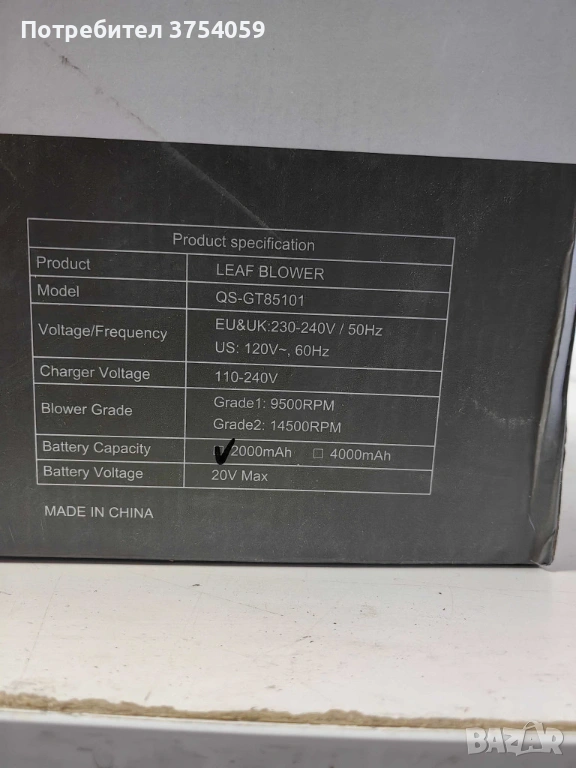 Потребител 3754059
Product specification
Product LEAF BLOWER
Model QS-GT85101
Voltage/Frequency EU&UK:230-240V / 50Hz
US: 120V~, 60Hz
Charger Voltage 110-240V
Blower Grade Grade1: 9500RPM
Grade2: 14500RPM
Battery Capacity ☑ 2000mAh ☐ 4000mAh
Battery Voltage 20V Max
MADE IN CHINA
BAZAR